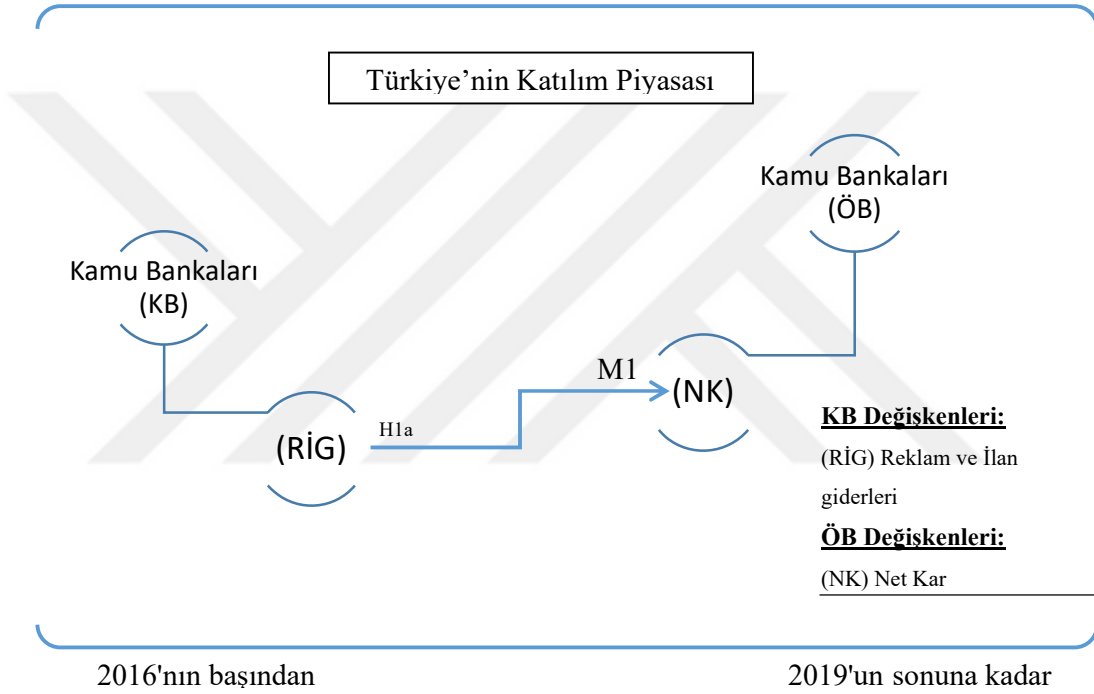 Türkiye’nin Katılım Piyasası
Kamu Bankaları
(ÖB)
Kamu Bankaları
(KB)
M1
(NK)
H1a
(RİG)
KB Değişkenleri:
(RİG) Reklam ve İlan
giderleri
ÖB Değişkenleri:
(NK) Net Kar
2016'nın başından
2019'un sonuna kadar